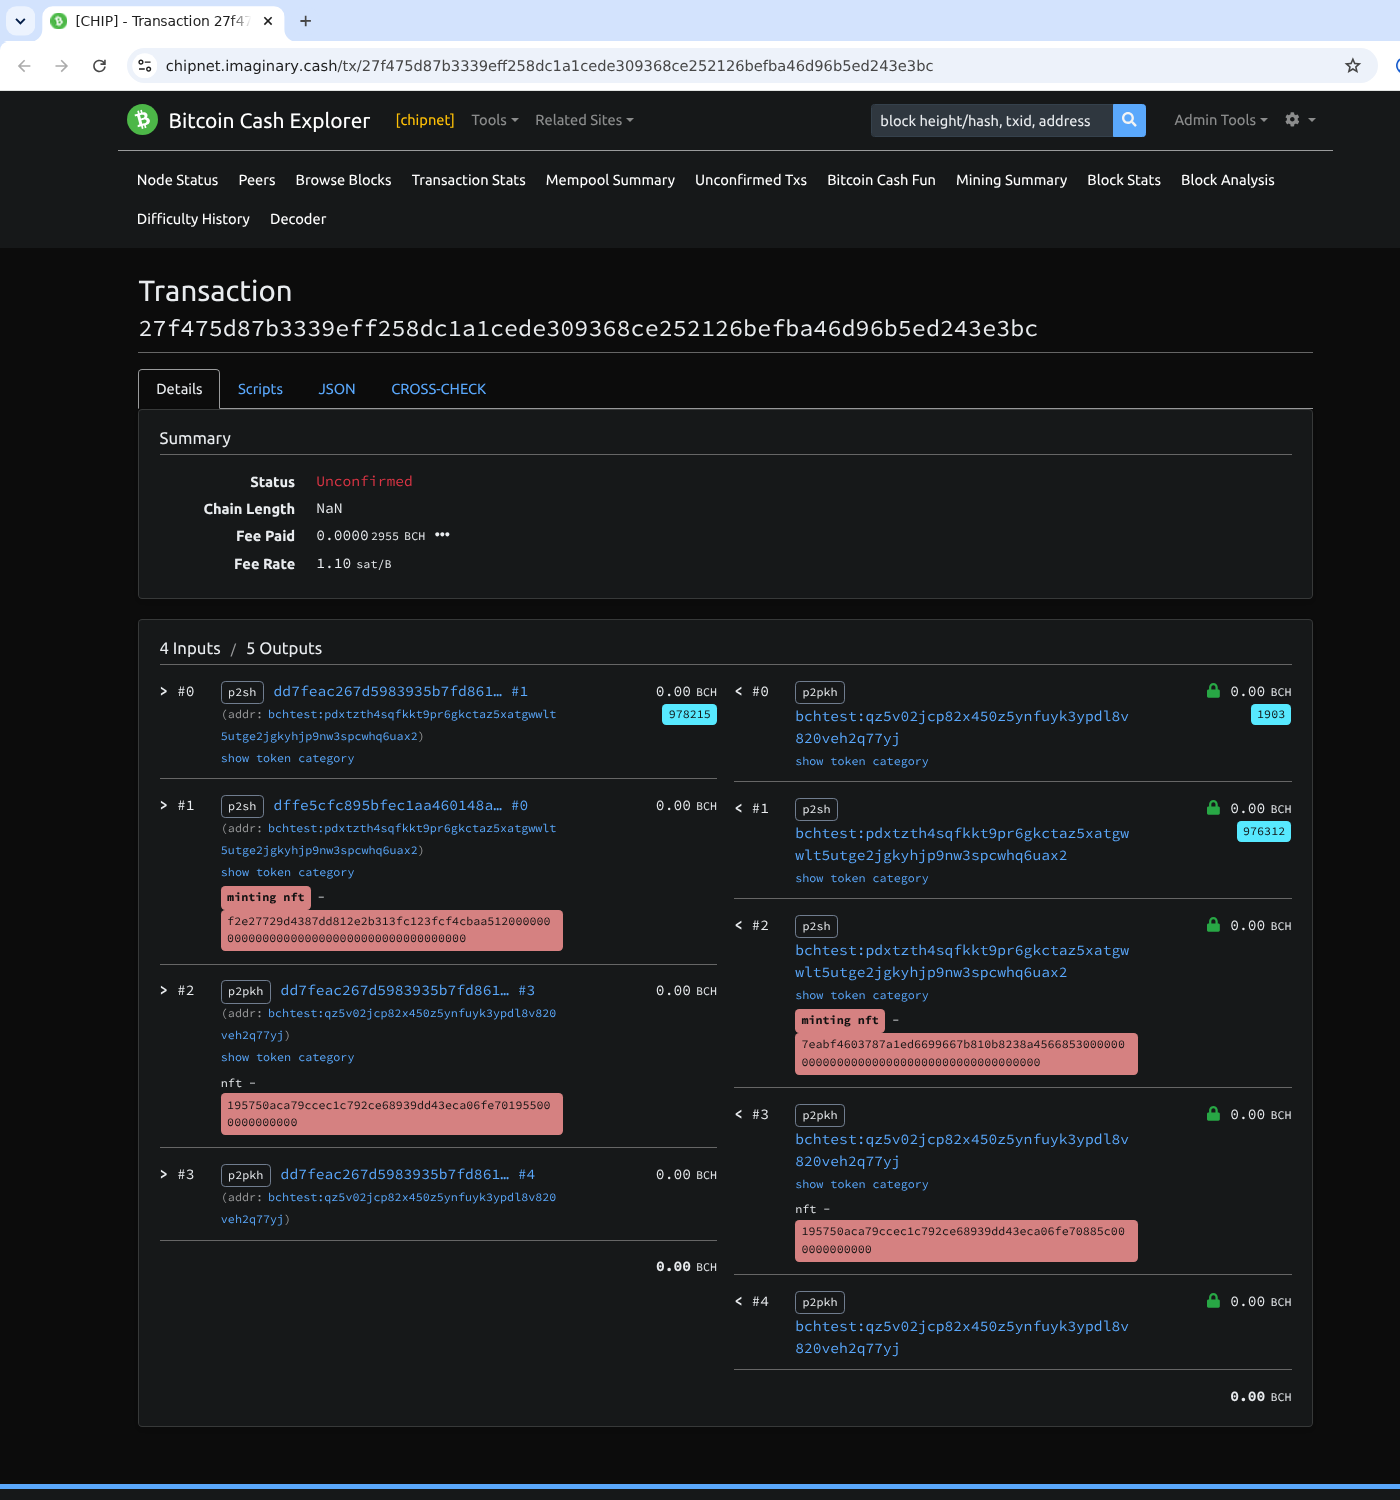 [CHIP] - Transaction 27f47
chipnet.imaginary.cash/tx/27f475d87b3339eff258dc1a1cede309368ce252126befba46d96b5ed243e3bc
Bitcoin Cash Explorer [chipnet] Tools Related Sites block height/hash, txid, address Admin Tools
Node Status Peers Browse Blocks Transaction Stats Mempool Summary Unconfirmed Txs Bitcoin Cash Fun Mining Summary Block Stats Block Analysis
Difficulty History Decoder
Transaction
27f475d87b3339eff258dc1a1cede309368ce252126befba46d96b5ed243e3bc
Details Scripts JSON CROSS-CHECK
Summary
Status Unconfirmed
Chain Length NaN
Fee Paid 0.0000 2955 BCH •••
Fee Rate 1.10 sat/B
4 Inputs / 5 Outputs
> #0 p2sh dd7feac267d5983935b7fd861… #1 0.00 BCH
(addr: bchtest:pdxtzth4sqfkkt9pr6gkctaz5xatgwwlt 978215
5utge2jgkyhjp9nw3spcwhq6uax2)
show token category
> #1 p2sh dffe5cfc895bfec1aa460148a… #0 0.00 BCH
(addr: bchtest:pdxtzth4sqfkkt9pr6gkctaz5xatgwwlt
5utge2jgkyhjp9nw3spcwhq6uax2)
show token category
minting nft -
f2e27729d4387dd812e2b313fc123fcf4cbaa512000000
0000000000000000000000000000000000
> #2 p2pkh dd7feac267d5983935b7fd861… #3 0.00 BCH
(addr: bchtest:qz5v02jcp82x450z5ynfuyk3ypdl8v820
veh2q77yj)
show token category
nft -
195750aca79ccec1c792ce68939dd43eca06fe70195500
0000000000
> #3 p2pkh dd7feac267d5983935b7fd861… #4 0.00 BCH
(addr: bchtest:qz5v02jcp82x450z5ynfuyk3ypdl8v820
veh2q77yj)
0.00 BCH
< #0 p2pkh 0.00 BCH
bchtest:qz5v02jcp82x450z5ynfuyk3ypdl8v 1903
820veh2q77yj
show token category
< #1 p2sh 0.00 BCH
bchtest:pdxtzth4sqfkkt9pr6gkctaz5xatgw 976312
wlt5utge2jgkyhjp9nw3spcwhq6uax2
show token category
< #2 p2sh 0.00 BCH
bchtest:pdxtzth4sqfkkt9pr6gkctaz5xatgw
wlt5utge2jgkyhjp9nw3spcwhq6uax2
show token category
minting nft -
7eabf4603787a1ed6699667b810b8238a4566853000000
0000000000000000000000000000000000
< #3 p2pkh 0.00 BCH
bchtest:qz5v02jcp82x450z5ynfuyk3ypdl8v
820veh2q77yj
show token category
nft -
195750aca79ccec1c792ce68939dd43eca06fe70885c00
0000000000
< #4 p2pkh 0.00 BCH
bchtest:qz5v02jcp82x450z5ynfuyk3ypdl8v
820veh2q77yj
0.00 BCH